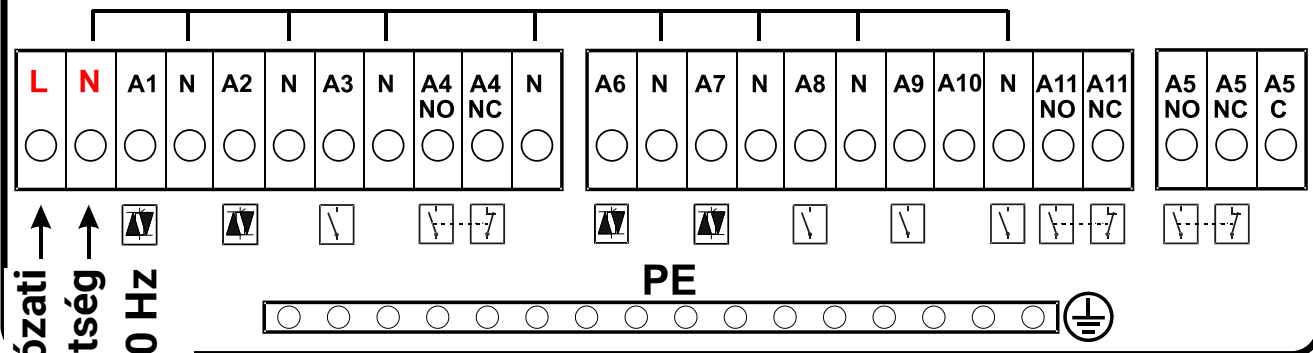 L N A1 N A2 N A3 N A4 A4 N A6 N A7 N A8 N A9 A10 N A11 A11 A5 A5 A5
NO NC NO NC NO NC C
PE
ózati
tség
0 Hz